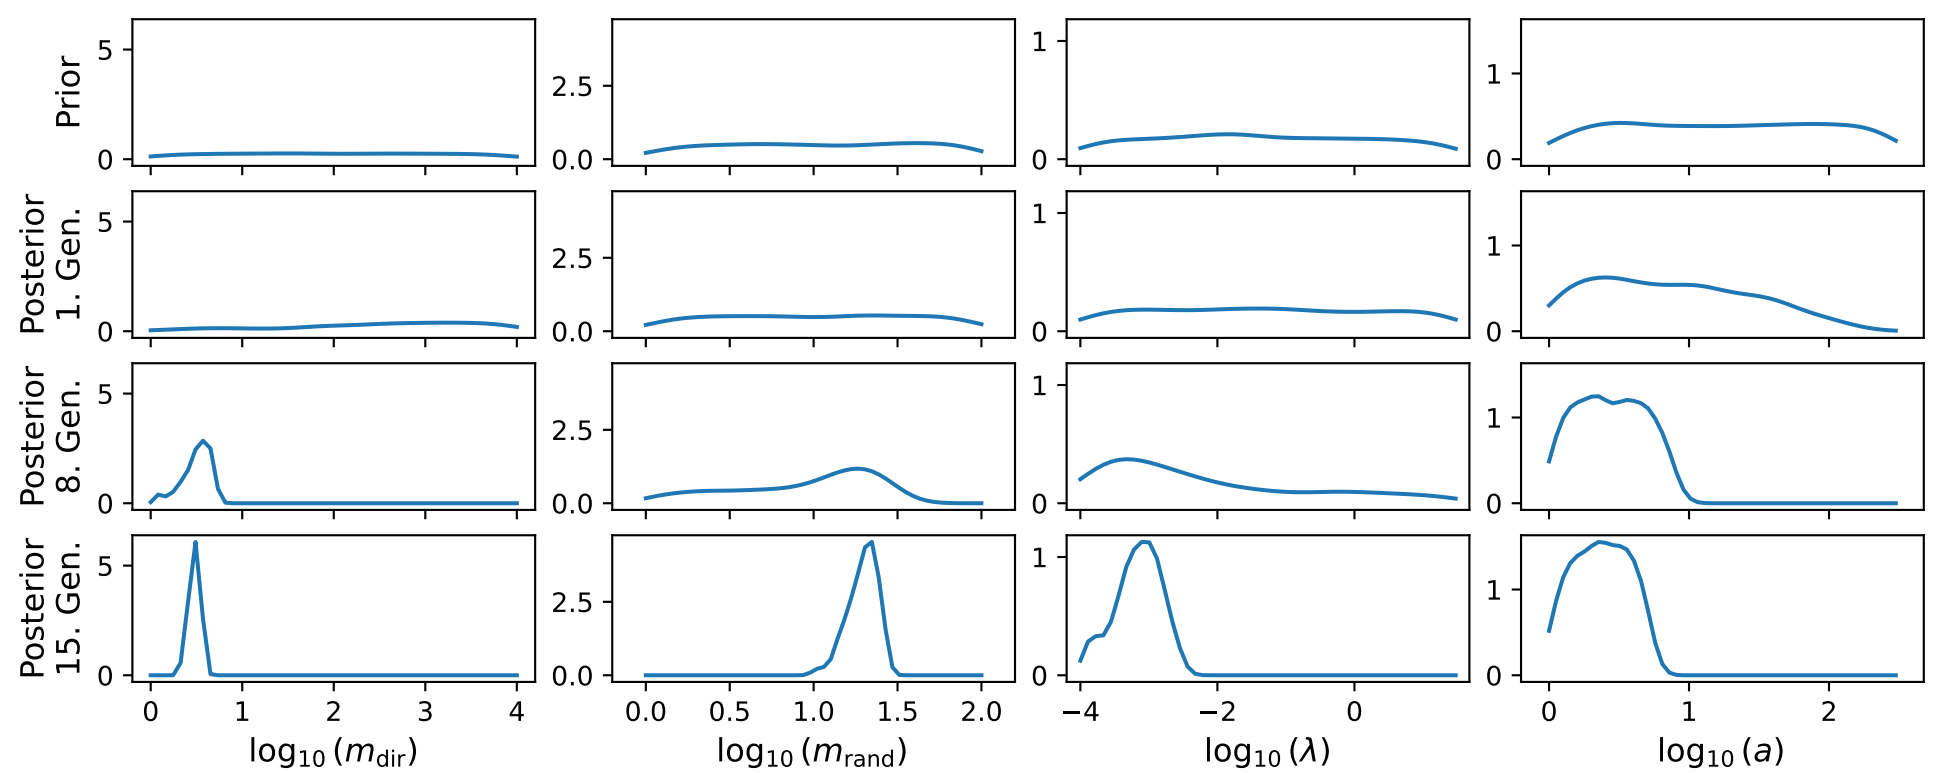 Prior
5
0
2.5
0.0
1
0
1
0
Posterior
1. Gen.
5
0
2.5
0.0
1
0
1
0
Posterior
8. Gen.
5
0
2.5
0.0
1
0
1
0
Posterior
15. Gen.
5
0
2.5
0.0
1
0
1
0
0 1 2 3 4
0.0 0.5 1.0 1.5 2.0
−4 −2 0
0 1 2
log₁₀ (m_dir)
log₁₀ (m_rand)
log₁₀ (λ)
log₁₀ (a)